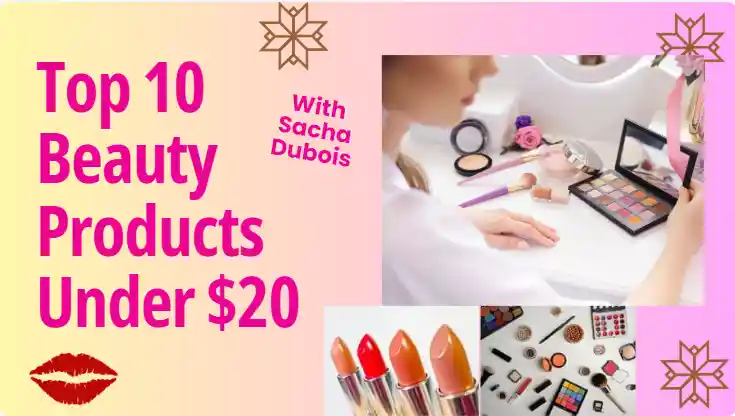 Top 10
Beauty
Products
Under $20
With
Sacha
Dubois